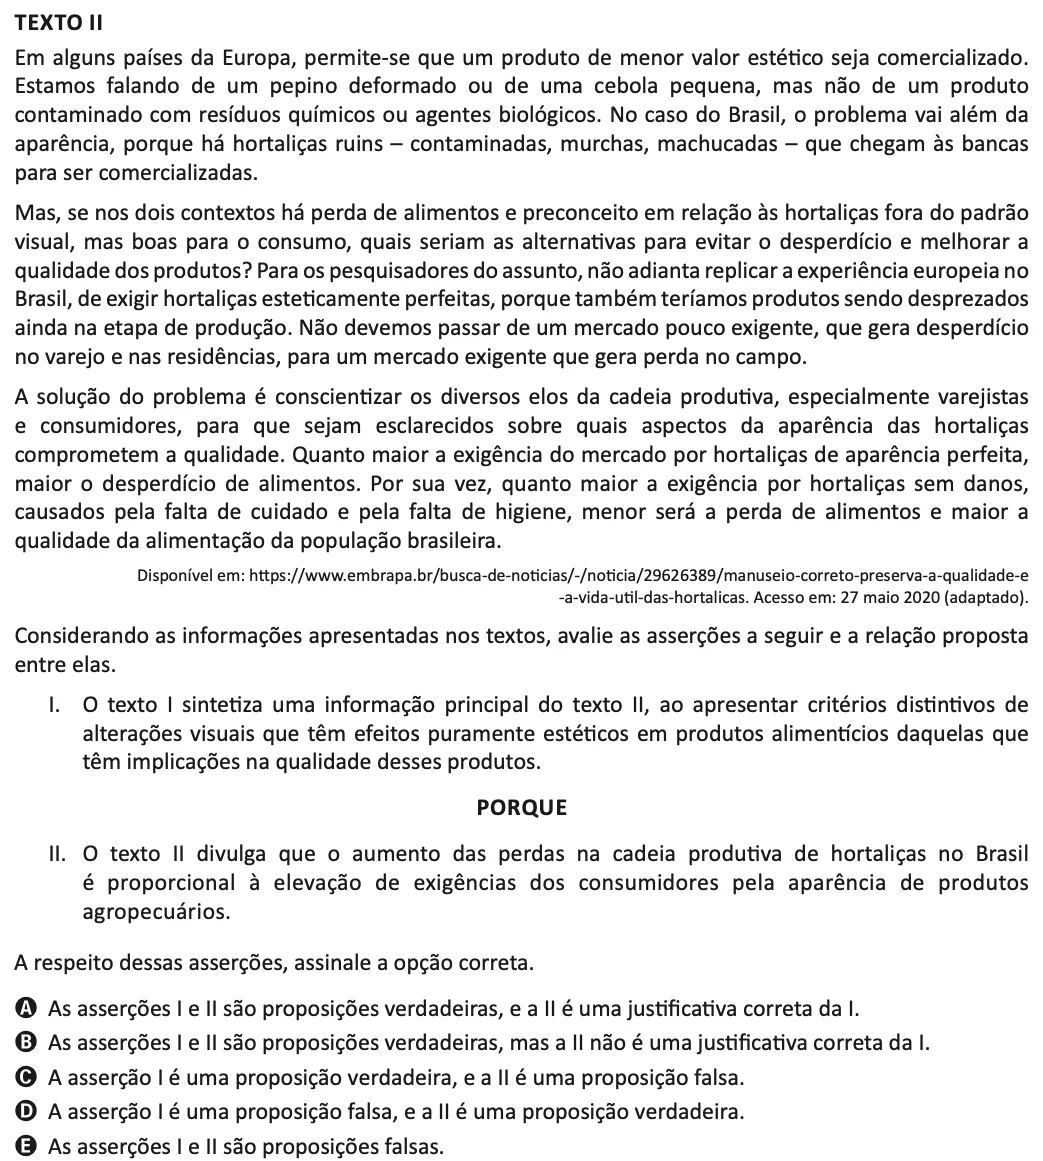 TEXTO II
Em alguns países da Europa, permite-se que um produto de menor valor estético seja comercializado.
Estamos falando de um pepino deformado ou de uma cebola pequena, mas não de um produto
contaminado com resíduos químicos ou agentes biológicos. No caso do Brasil, o problema vai além da
aparência, porque há hortaliças ruins – contaminadas, murchas, machucadas – que chegam às bancas
para ser comercializadas.
Mas, se nos dois contextos há perda de alimentos e preconceito em relação às hortaliças fora do padrão
visual, mas boas para o consumo, quais seriam as alternativas para evitar o desperdício e melhorar a
qualidade dos produtos? Para os pesquisadores do assunto, não adianta replicar a experiência europeia no
Brasil, de exigir hortaliças esteticamente perfeitas, porque também teríamos produtos sendo desprezados
ainda na etapa de produção. Não devemos passar de um mercado pouco exigente, que gera desperdício
no varejo e nas residências, para um mercado exigente que gera perda no campo.
A solução do problema é conscientizar os diversos elos da cadeia produtiva, especialmente varejistas
e consumidores, para que sejam esclarecidos sobre quais aspectos da aparência das hortaliças
comprometem a qualidade. Quanto maior a exigência do mercado por hortaliças de aparência perfeita,
maior o desperdício de alimentos. Por sua vez, quanto maior a exigência por hortaliças sem danos,
causados pela falta de cuidado e pela falta de higiene, menor será a perda de alimentos e maior a
qualidade da alimentação da população brasileira.
Disponível em: https://www.embrapa.br/busca-de-noticias/-/noticia/29626389/manuseio-correto-preserva-a-qualidade-e
-a-vida-util-das-hortalicas. Acesso em: 27 maio 2020 (adaptado).
Considerando as informações apresentadas nos textos, avalie as asserções a seguir e a relação proposta
entre elas.
I. O texto I sintetiza uma informação principal do texto II, ao apresentar critérios distintivos de
alterações visuais que têm efeitos puramente estéticos em produtos alimentícios daquelas que
têm implicações na qualidade desses produtos.
PORQUE
II. O texto II divulga que o aumento das perdas na cadeia produtiva de hortaliças no Brasil
é proporcional à elevação de exigências dos consumidores pela aparência de produtos
agropecuários.
A respeito dessas asserções, assinale a opção correta.
A As asserções I e II são proposições verdadeiras, e a II é uma justificativa correta da I.
B As asserções I e II são proposições verdadeiras, mas a II não é uma justificativa correta da I.
C A asserção I é uma proposição verdadeira, e a II é uma proposição falsa.
D A asserção I é uma proposição falsa, e a II é uma proposição verdadeira.
E As asserções I e II são proposições falsas.